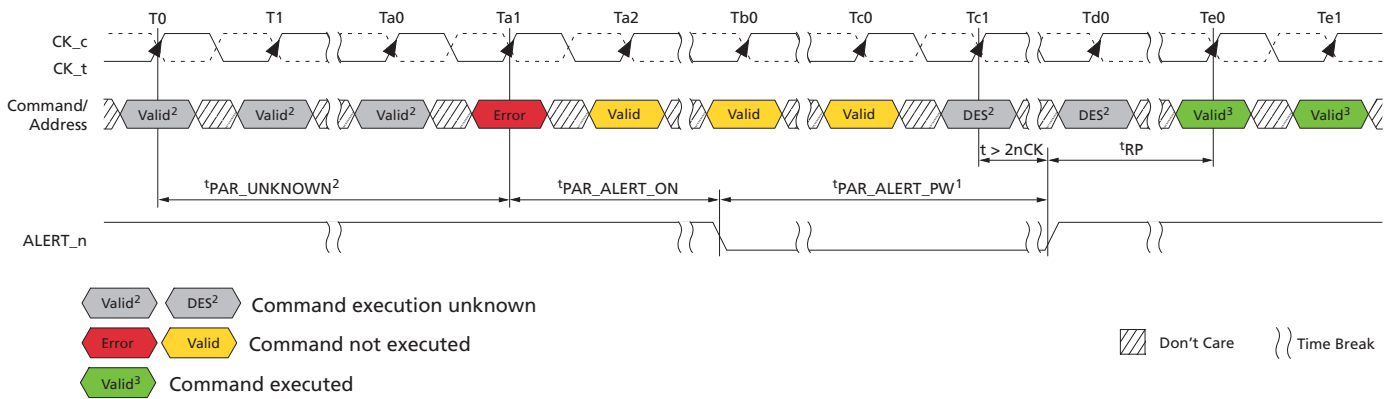 T0 T1 Ta0 Ta1 Ta2 Tb0 Tc0 Tc1 Td0 Te0 Te1
CK_c
CK_t
Command/
Address
Valid² Valid² Valid² Error Valid Valid Valid DES² DES² Valid³ Valid³
t > 2nCK tRP
tPAR_UNKNOWN² tPAR_ALERT_ON tPAR_ALERT_PW¹
ALERT_n
Valid² DES² Command execution unknown
Error Valid Command not executed
Don't Care Time Break
Valid³ Command executed